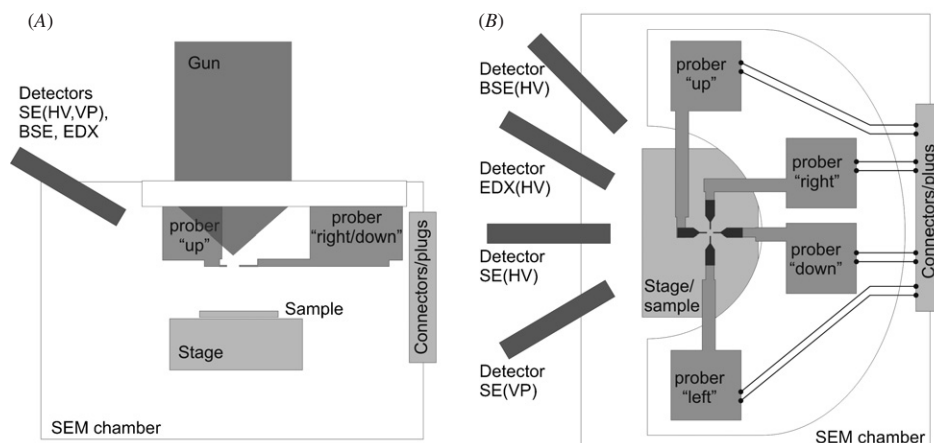 (A)
Gun
Detectors
SE(HV,VP),
BSE, EDX
prober
“up”
prober
“right/down”
Connectors/plugs
Sample
Stage
SEM chamber
(B)
Detector
BSE(HV)
Detector
EDX(HV)
Detector
SE(HV)
Detector
SE(VP)
prober
“up”
prober
“right”
prober
“down”
Stage/
sample
prober
“left”
Connectors/plugs
SEM chamber